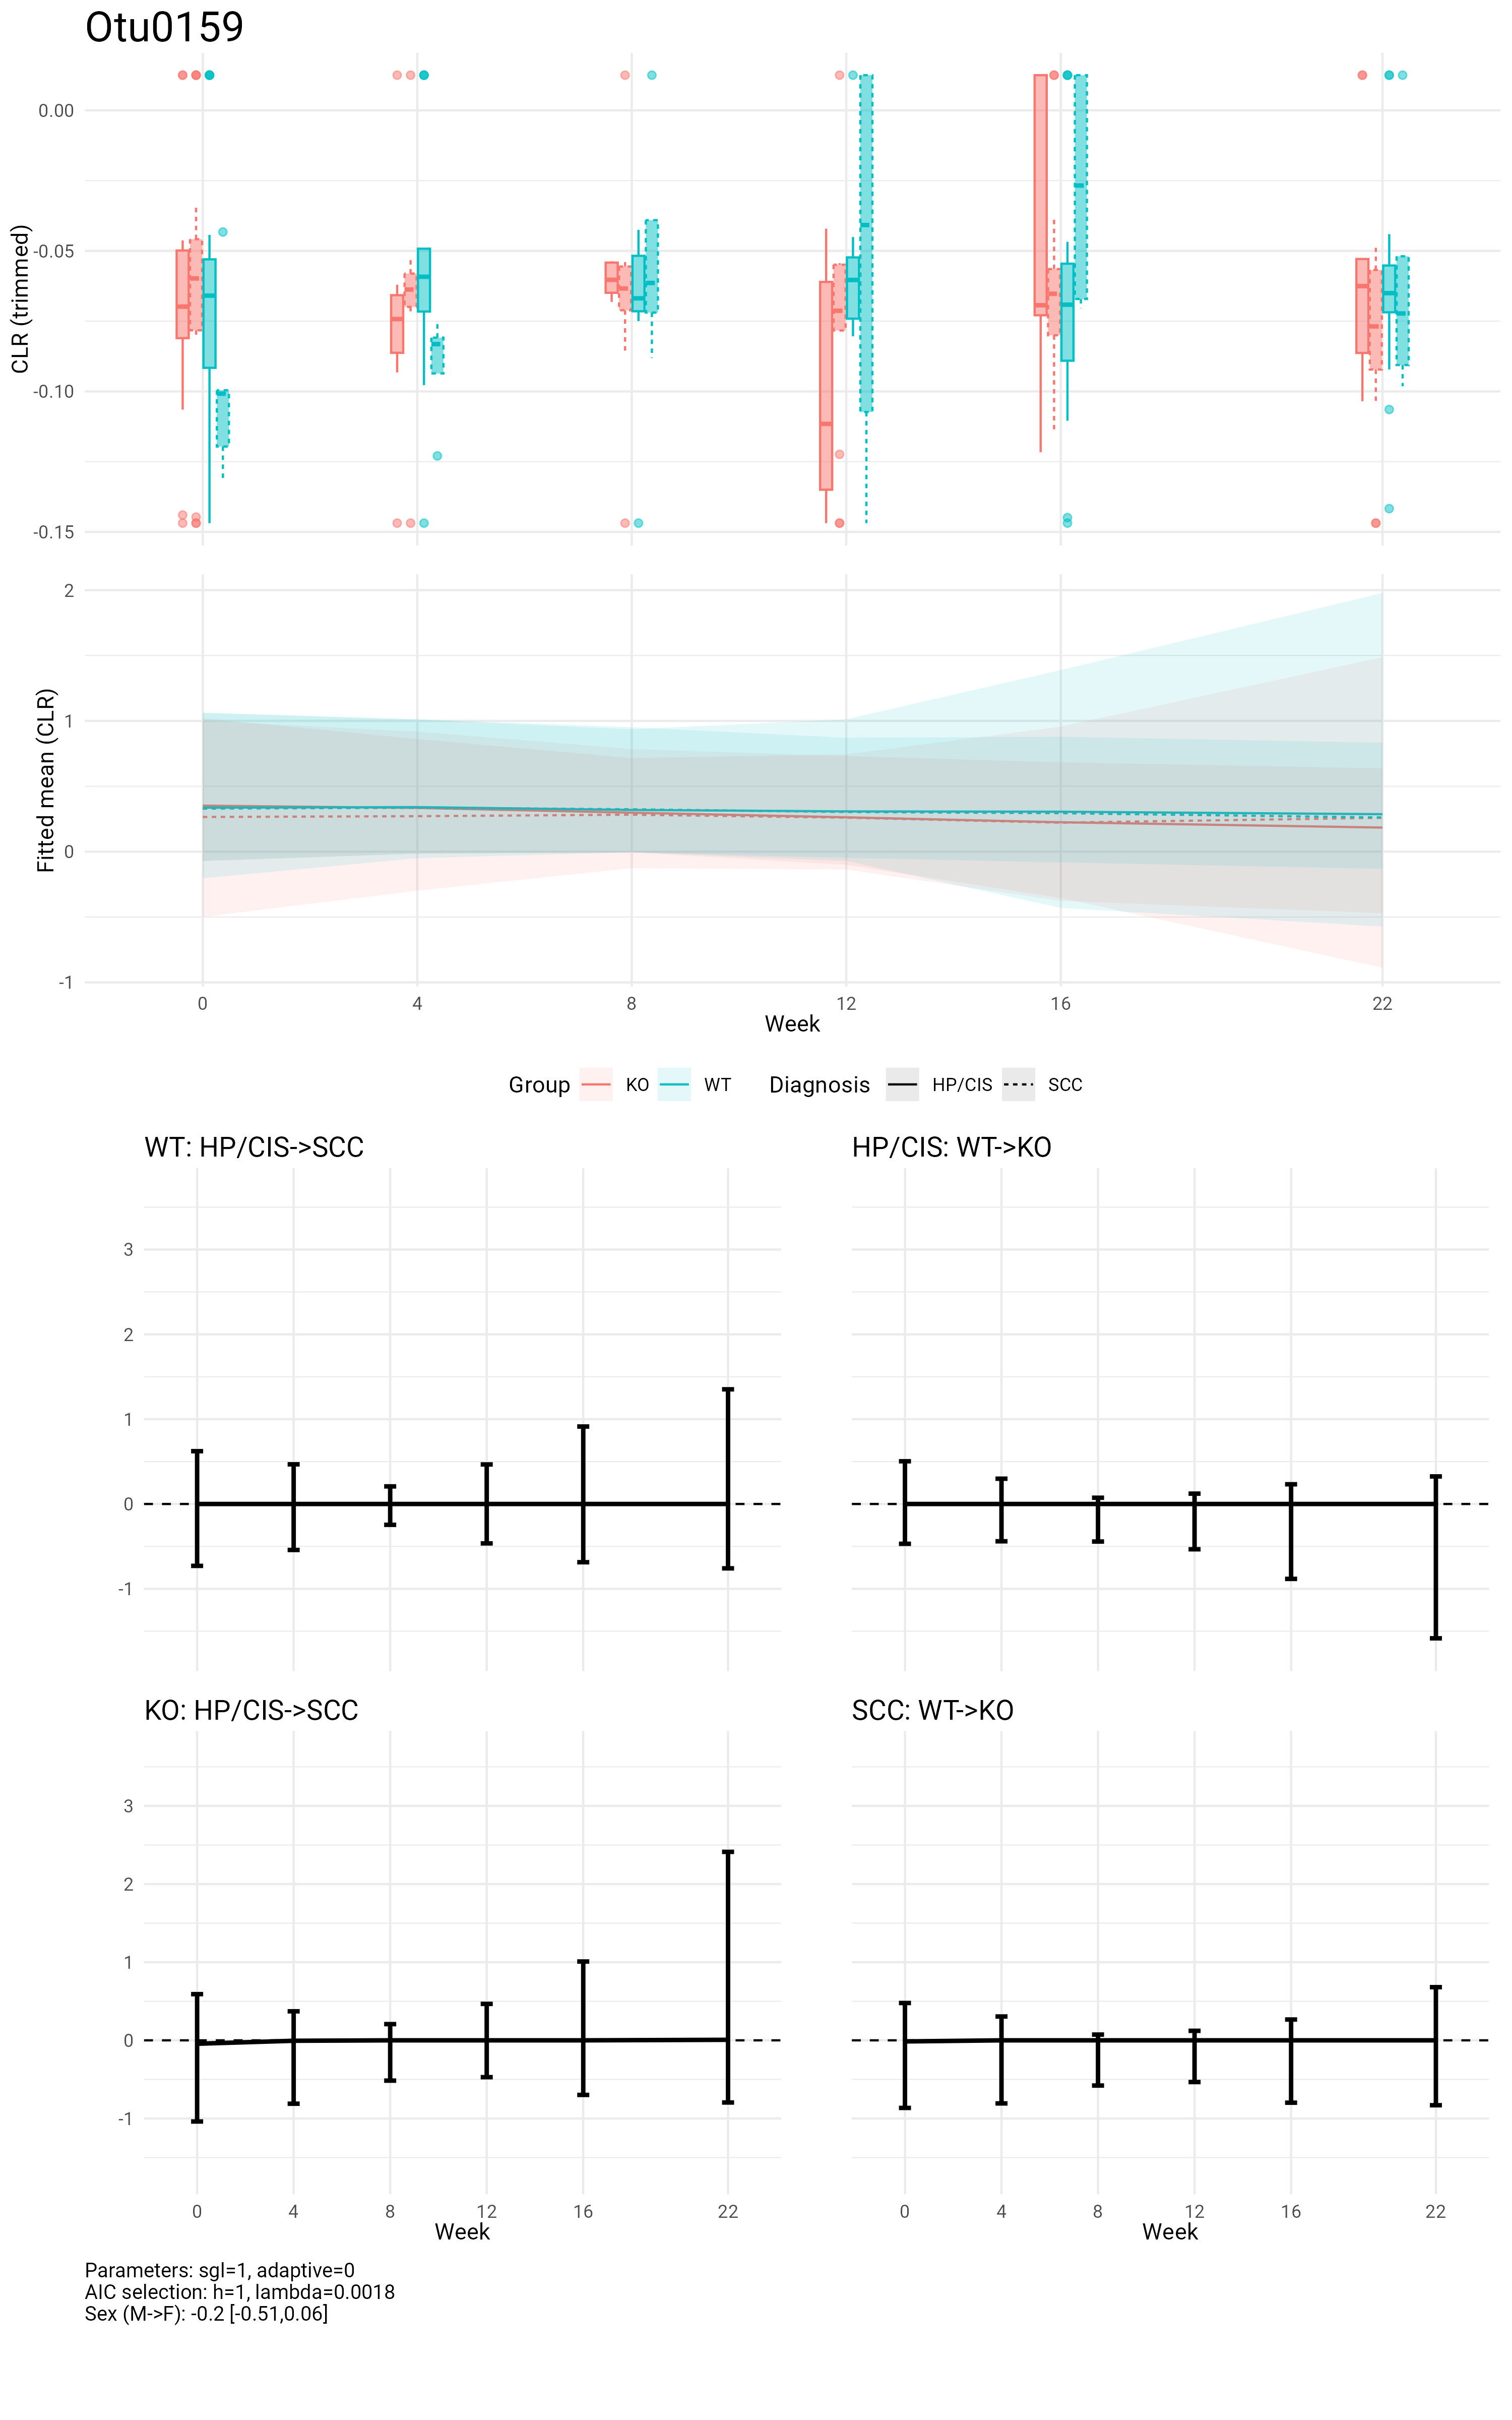 Otu0159
CLR (trimmed)
0.00
-0.05
-0.10
-0.15
Fitted mean (CLR)
2
1
0
-1
0 4 8 12 16 22
Week
Group KO WT Diagnosis HP/CIS SCC
WT: HP/CIS->SCC
HP/CIS: WT->KO
3
2
1
0
-1
KO: HP/CIS->SCC
SCC: WT->KO
3
2
1
0
-1
0 4 8 12 16 22
0 4 8 12 16 22
Week
Week
Parameters: sgl=1, adaptive=0
AIC selection: h=1, lambda=0.0018
Sex (M->F): -0.2 [-0.51,0.06]